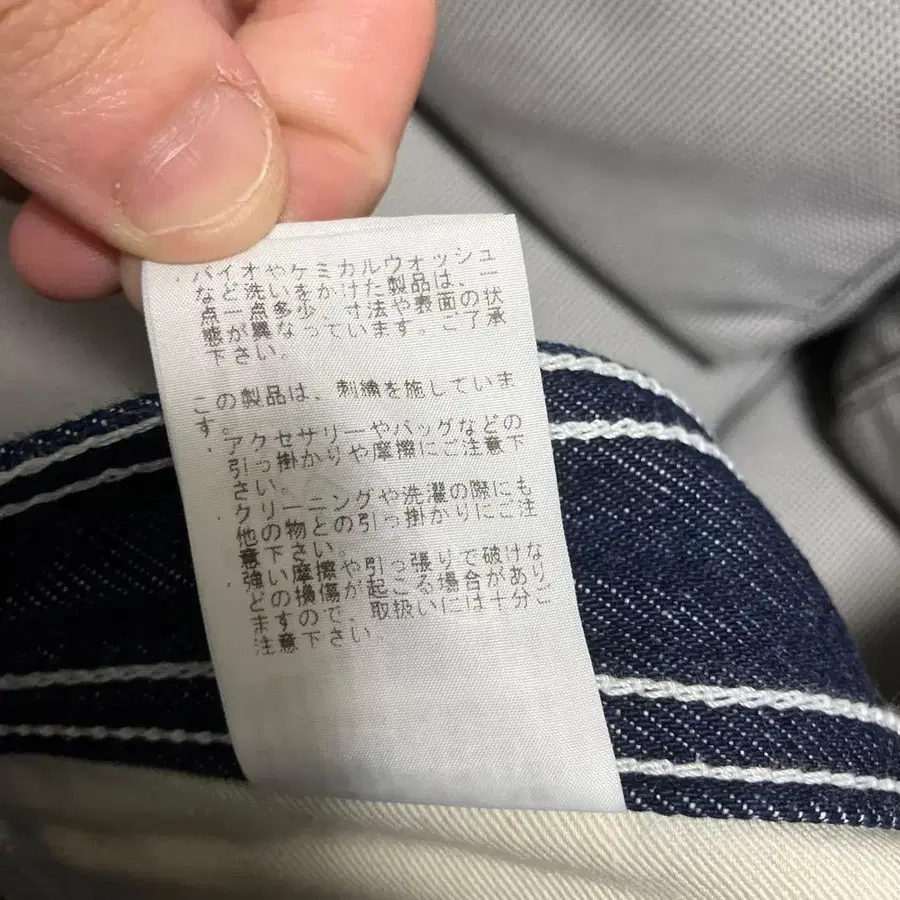 ・バイオやケミカルウオッシュ
など洗いをかけた製品は、一
点一点多少、寸法や表面の状
態が異なっています。ご了承
下さい。
この製品は、刺繍を施していま
す。
・アクセサリーやバッグなどの
引っ掛かりや摩擦にご注意下
さい。
・クリーニングや洗濯の際にも
他の物との引っ掛かりにご注
意下さい。
・強い摩擦や引っ張りで破けな
どの損傷が起こる場合があり
ますので、取扱いには十分ご
注意下さい。